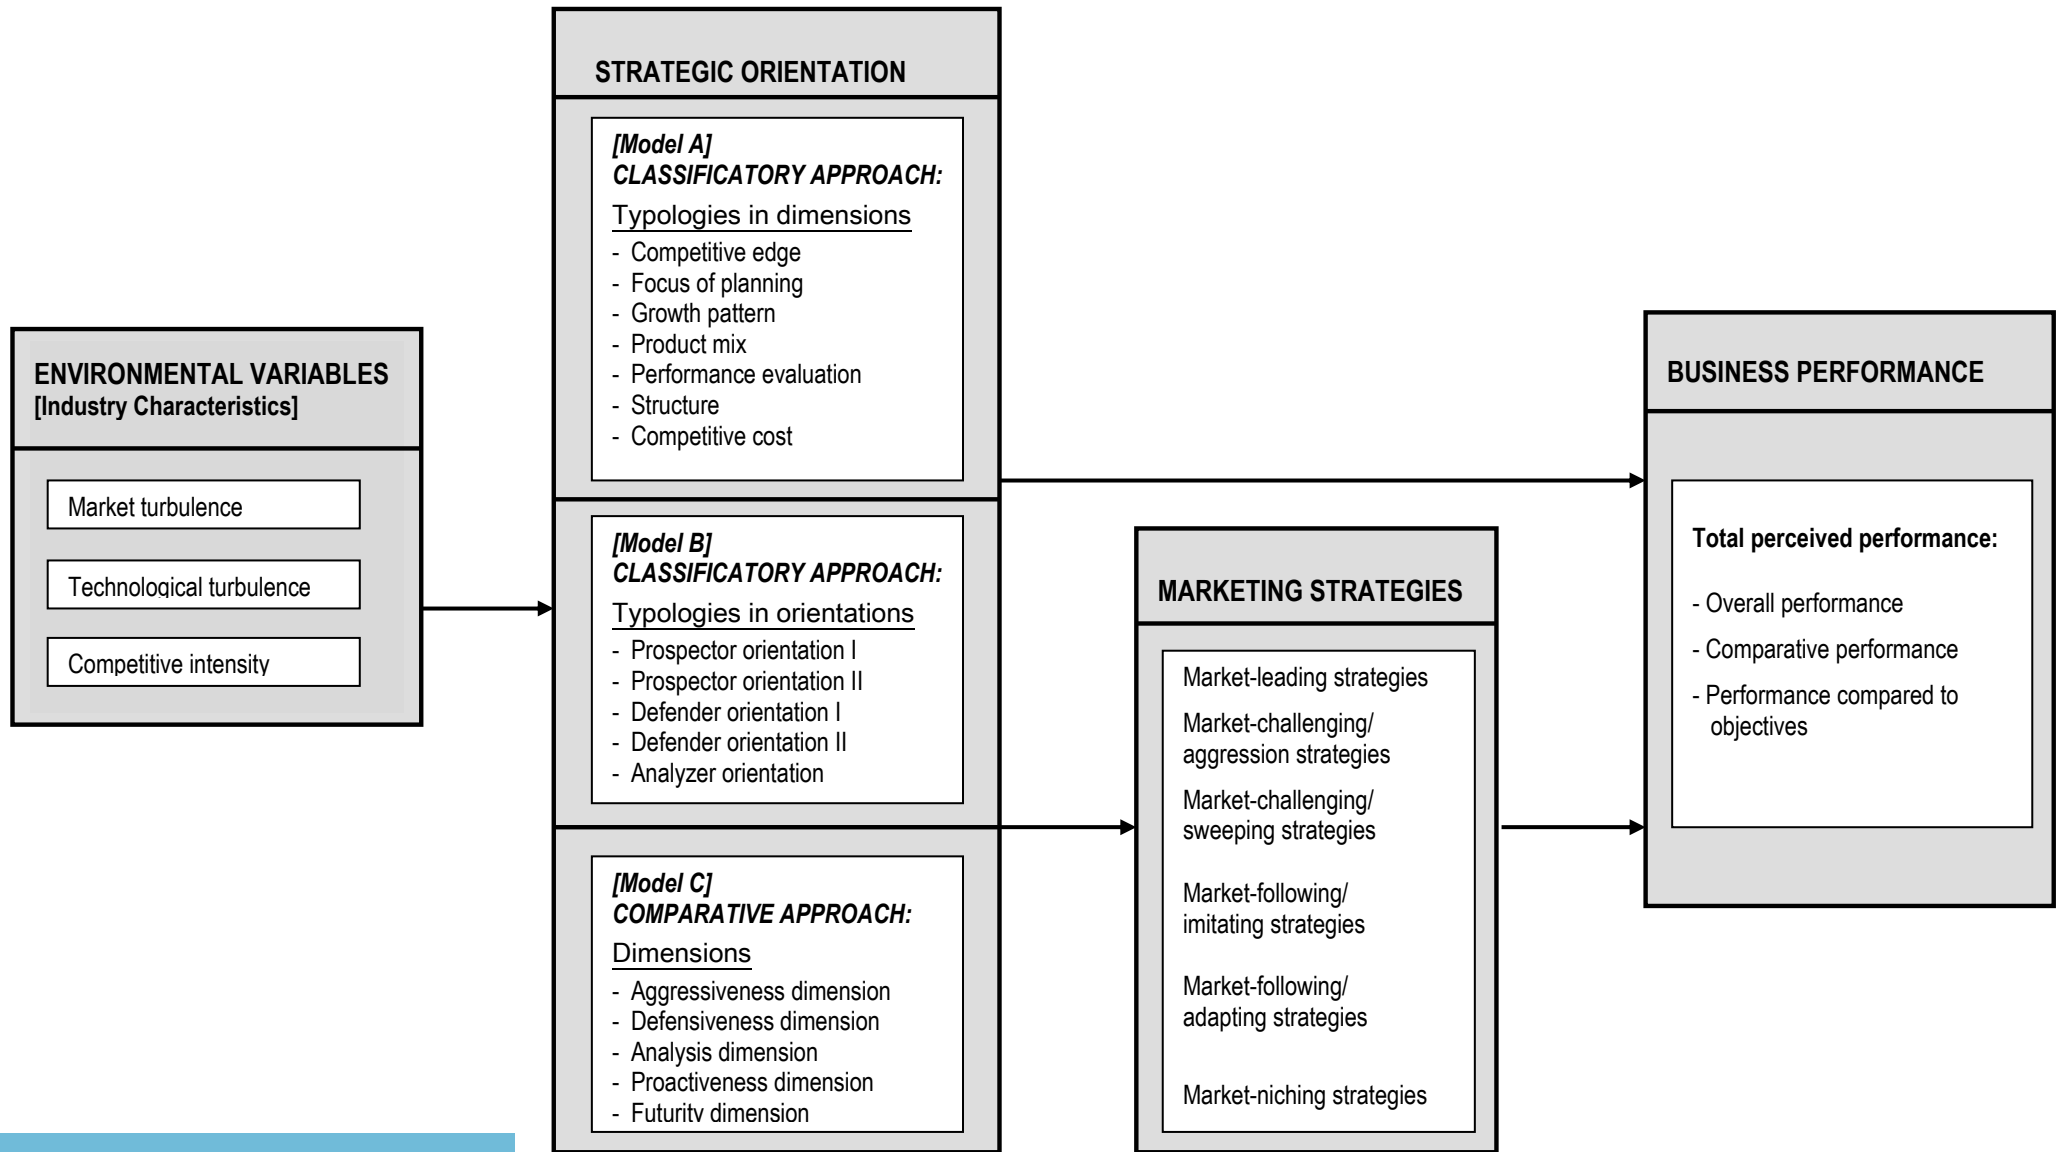 STRATEGIC ORIENTATION
[Model A]
CLASSIFICATORY APPROACH:
Typologies in dimensions
- Competitive edge
- Focus of planning
- Growth pattern
- Product mix
- Performance evaluation
- Structure
- Competitive cost
ENVIRONMENTAL VARIABLES
[Industry Characteristics]
Market turbulence
Technological turbulence
Competitive intensity
[Model B]
CLASSIFICATORY APPROACH:
Typologies in orientations
- Prospector orientation I
- Prospector orientation II
- Defender orientation I
- Defender orientation II
- Analyzer orientation
[Model C]
COMPARATIVE APPROACH:
Dimensions
- Aggressiveness dimension
- Defensiveness dimension
- Analysis dimension
- Proactiveness dimension
- Futurity dimension
MARKETING STRATEGIES
Market-leading strategies
Market-challenging/
aggression strategies
Market-challenging/
sweeping strategies
Market-following/
imitating strategies
Market-following/
adapting strategies
Market-niching strategies
BUSINESS PERFORMANCE
Total perceived performance:
- Overall performance
- Comparative performance
- Performance compared to
objectives